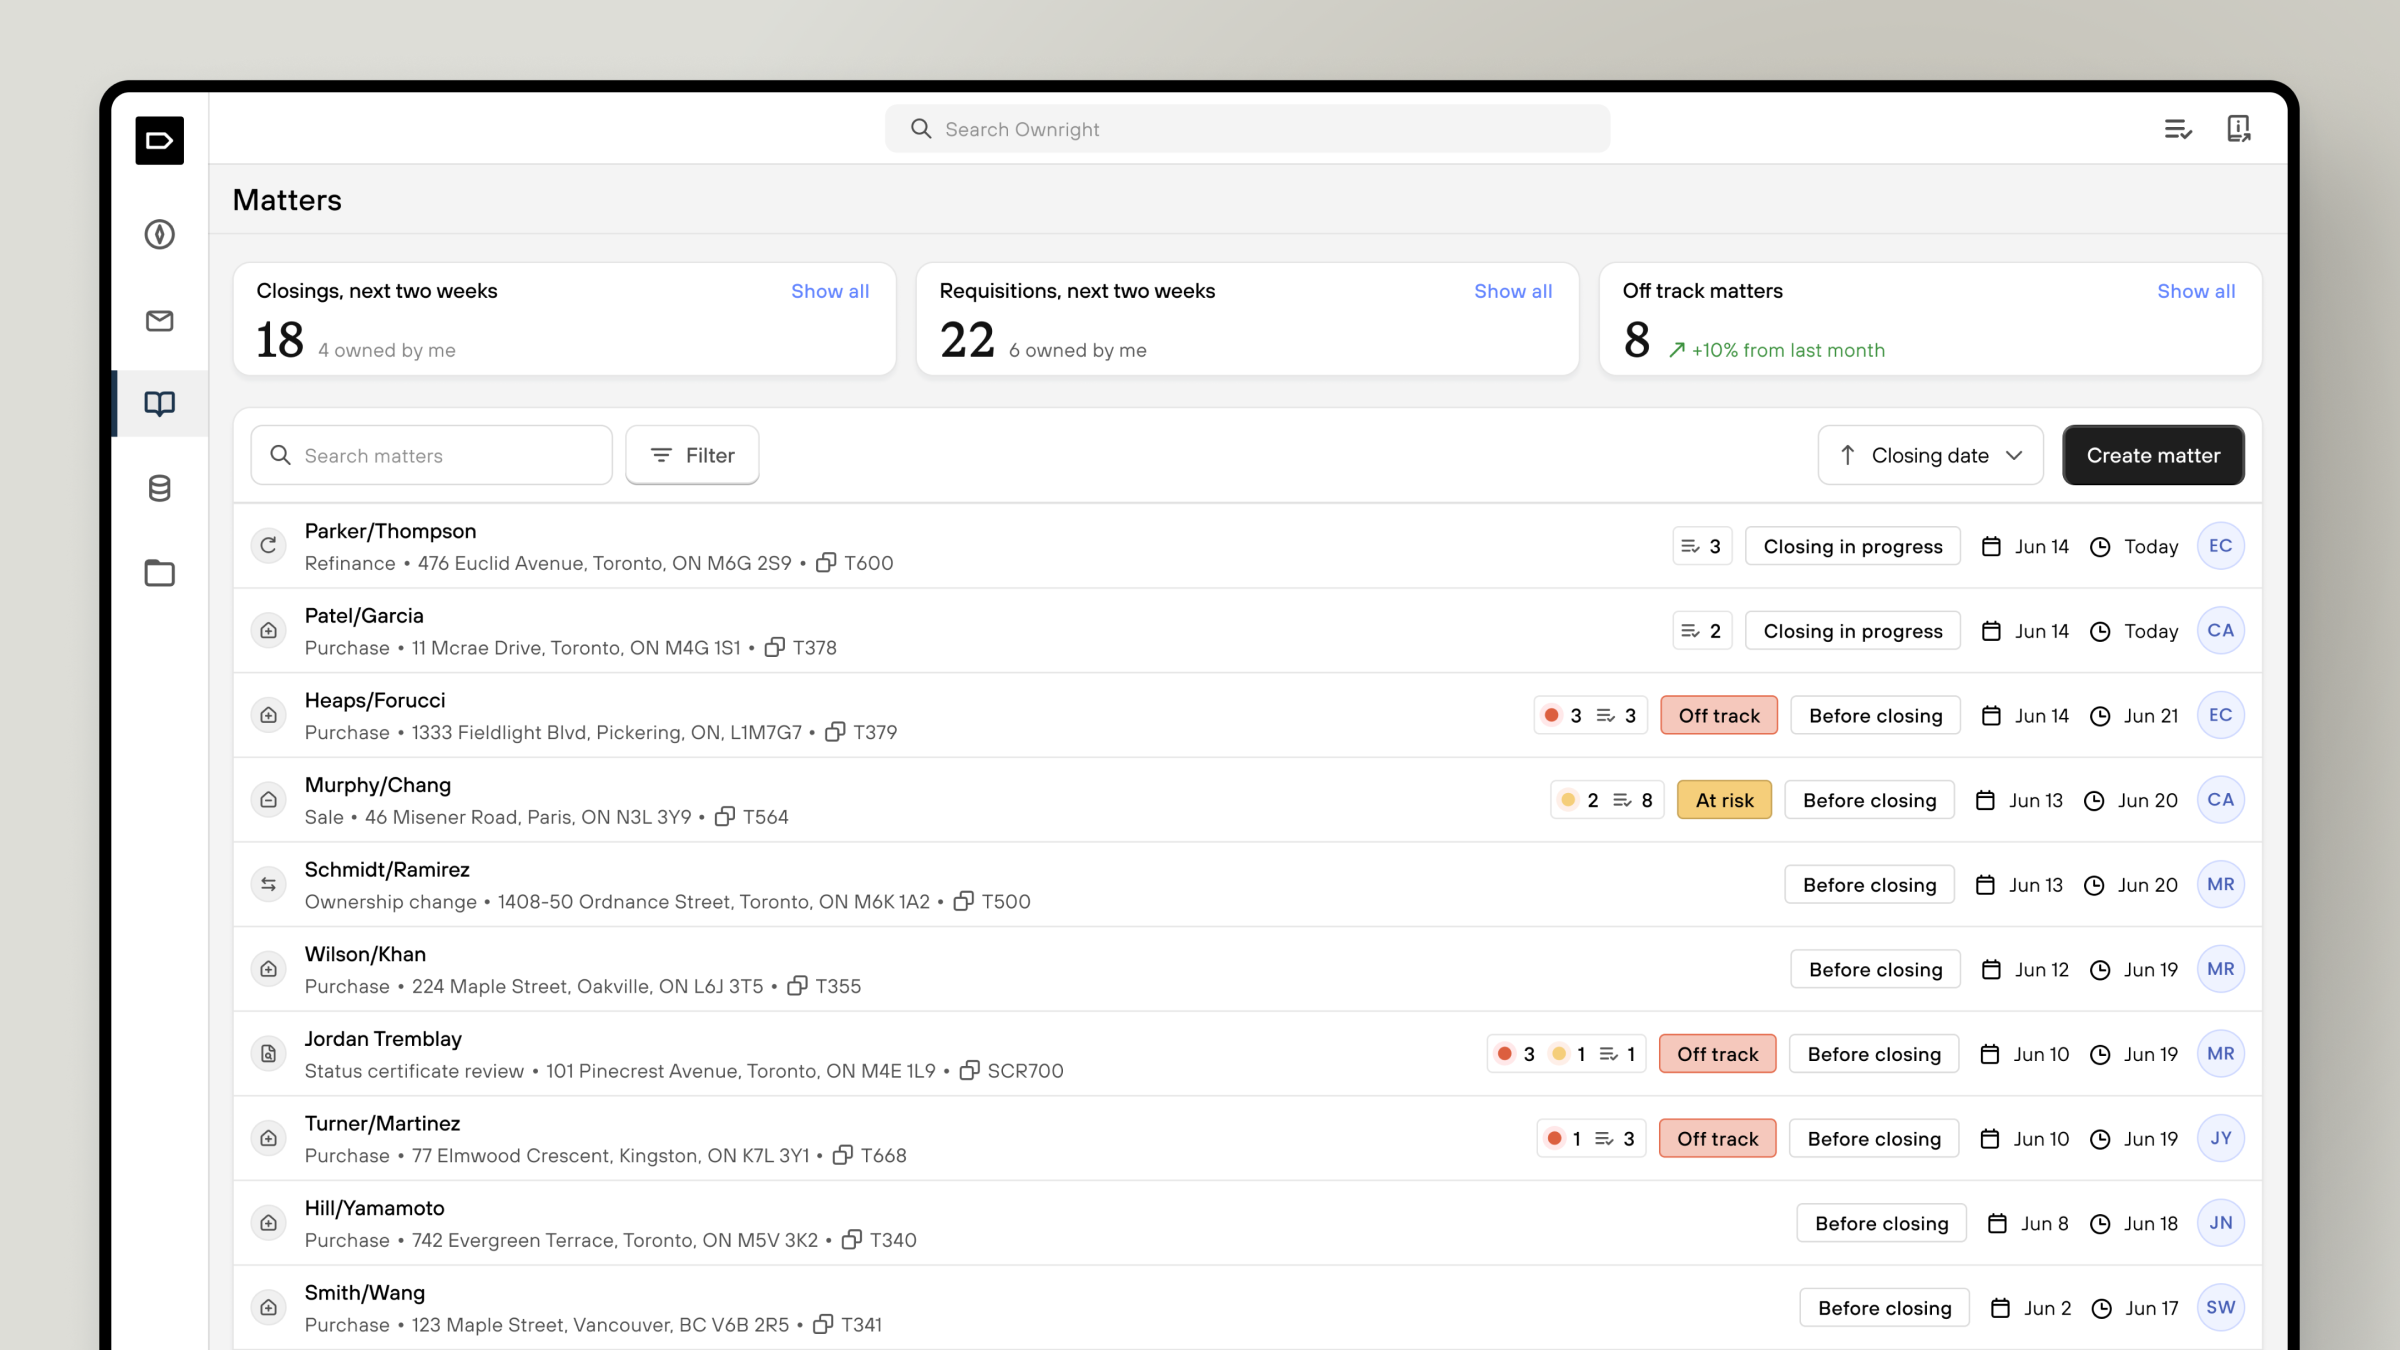 Search Ownright
Matters
Closings, next two weeks
Show all
18 4 owned by me
Requisitions, next two weeks
Show all
22 6 owned by me
Off track matters
Show all
8 +10% from last month
Search matters
Filter
Closing date
Create matter
Parker/Thompson
Refinance • 476 Euclid Avenue, Toronto, ON M6G 2S9 • T600
3 Closing in progress Jun 14 Today EC
Patel/Garcia
Purchase • 11 Mcrae Drive, Toronto, ON M4G 1S1 • T378
2 Closing in progress Jun 14 Today CA
Heaps/Forucci
Purchase • 1333 Fieldlight Blvd, Pickering, ON, L1M7G7 • T379
3 3 Off track Before closing Jun 14 Jun 21 EC
Murphy/Chang
Sale • 46 Misener Road, Paris, ON N3L 3Y9 • T564
2 8 At risk Before closing Jun 13 Jun 20 CA
Schmidt/Ramirez
Ownership change • 1408-50 Ordnance Street, Toronto, ON M6K 1A2 • T500
Before closing Jun 13 Jun 20 MR
Wilson/Khan
Purchase • 224 Maple Street, Oakville, ON L6J 3T5 • T355
Before closing Jun 12 Jun 19 MR
Jordan Tremblay
Status certificate review • 101 Pinecrest Avenue, Toronto, ON M4E 1L9 • SCR700
3 1 1 Off track Before closing Jun 10 Jun 19 MR
Turner/Martinez
Purchase • 77 Elmwood Crescent, Kingston, ON K7L 3Y1 • T668
1 3 Off track Before closing Jun 10 Jun 19 JY
Hill/Yamamoto
Purchase • 742 Evergreen Terrace, Toronto, ON M5V 3K2 • T340
Before closing Jun 8 Jun 18 JN
Smith/Wang
Purchase • 123 Maple Street, Vancouver, BC V6B 2R5 • T341
Before closing Jun 2 Jun 17 SW